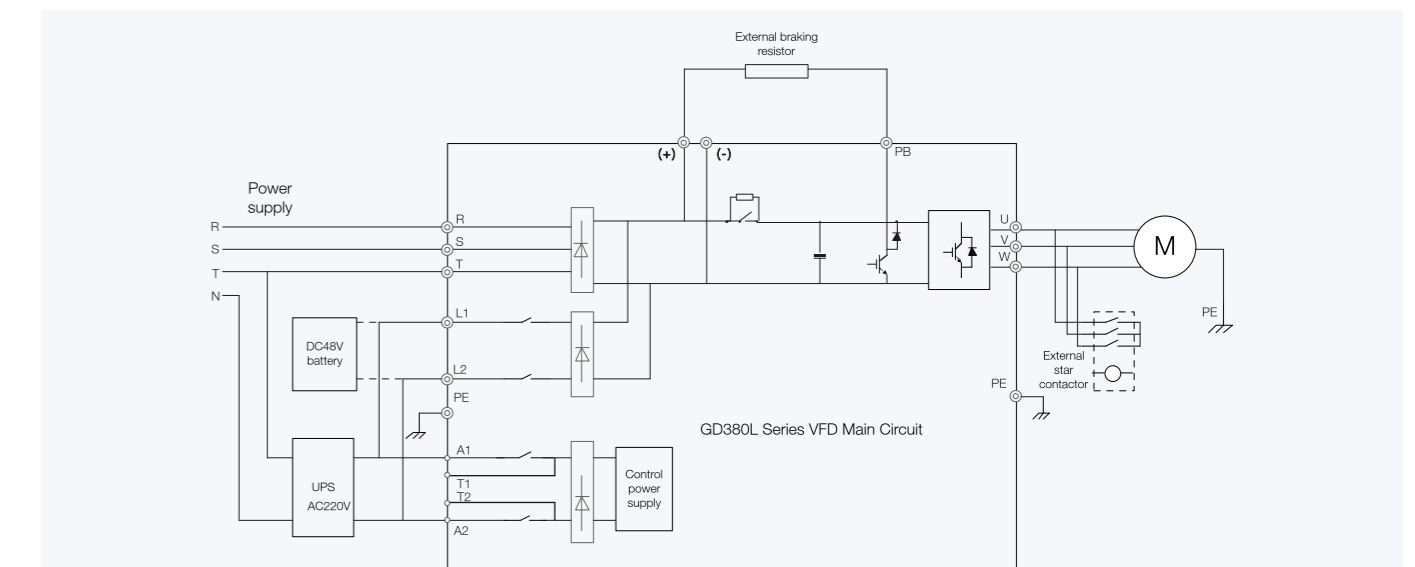 External braking
resistor
(+)
(-)
PB
Power
supply
R
R
S
S
T
T
N
U
V
W
M
PE
L1
DC48V
battery
L2
PE
External
star
contactor
PE
GD380L Series VFD Main Circuit
A1
UPS
AC220V
T1
T2
Control
power
supply
A2